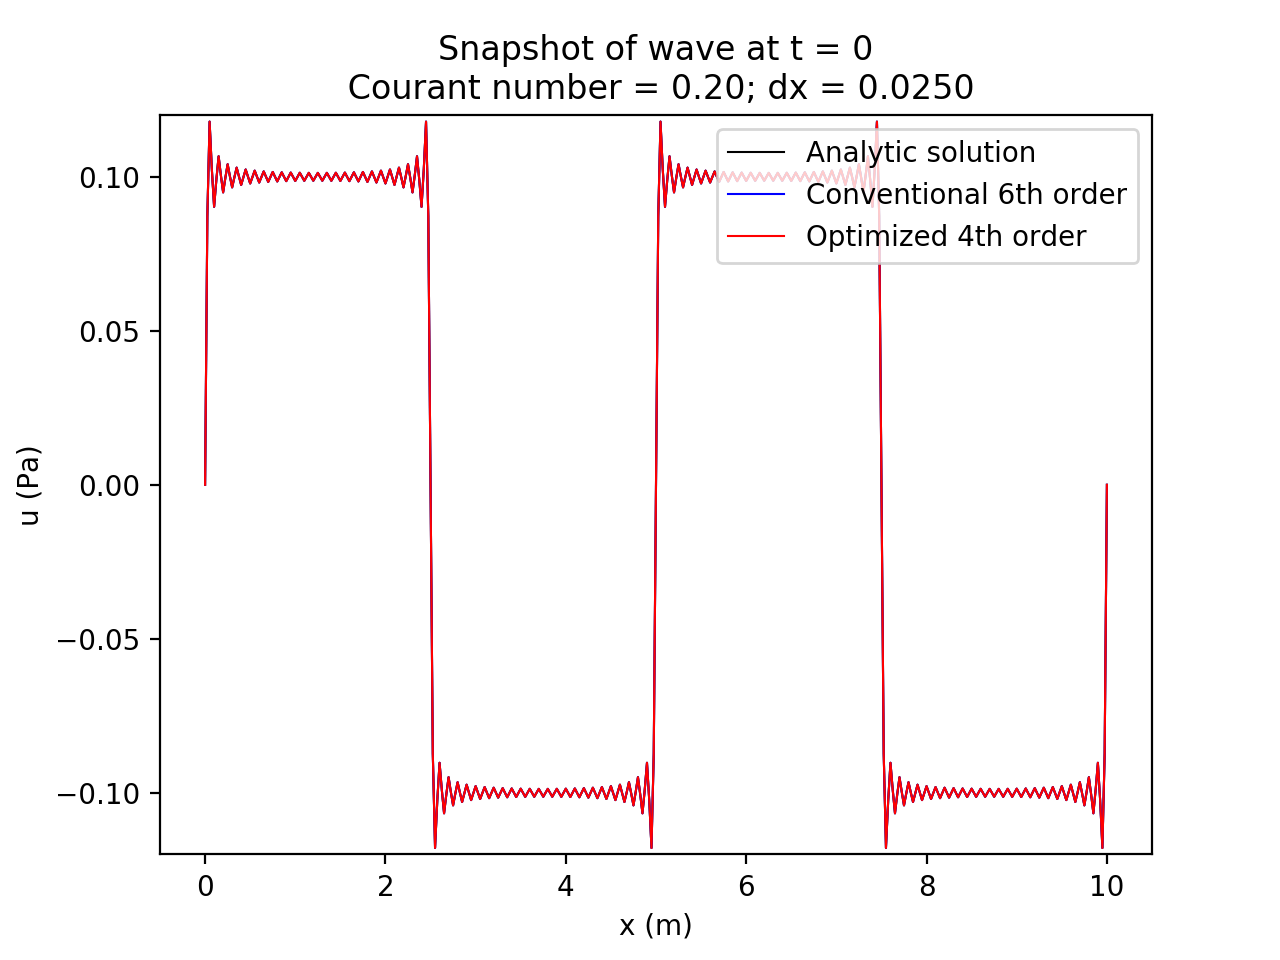 Snapshot of wave at t = 0
Courant number = 0.20; dx = 0.0250
Analytic solution
Conventional 6th order
Optimized 4th order
0.10
0.05
0.00
−0.05
−0.10
u (Pa)
0 2 4 6 8 10
x (m)